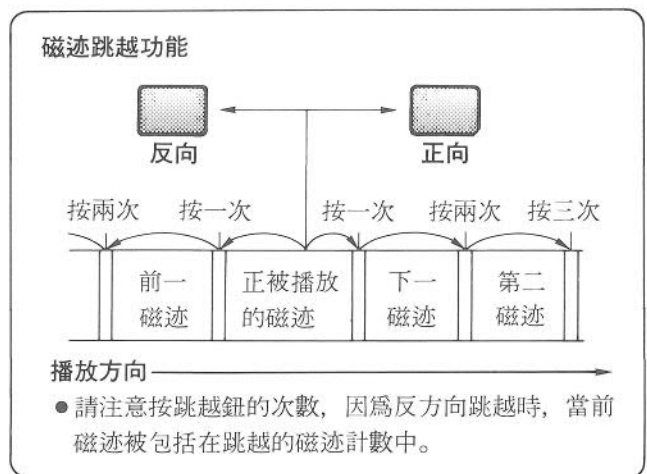 磁迹跳越功能
反向 正向
按兩次 按一次 按一次 按兩次 按三次
前一 正被播放 下一 第二
磁迹 的磁迹 磁迹 磁迹
播放方向
● 請注意按跳越鈕的次數，因爲反方向跳越時，當前
磁迹被包括在跳越的磁迹計數中。